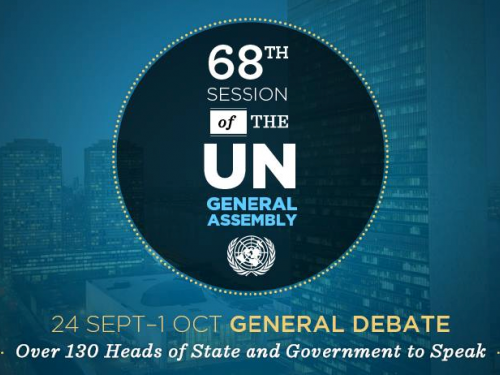 68TH
SESSION
of THE
UN
GENERAL
ASSEMBLY
24 SEPT–1 OCT GENERAL DEBATE
· Over 130 Heads of State and Government to Speak ·